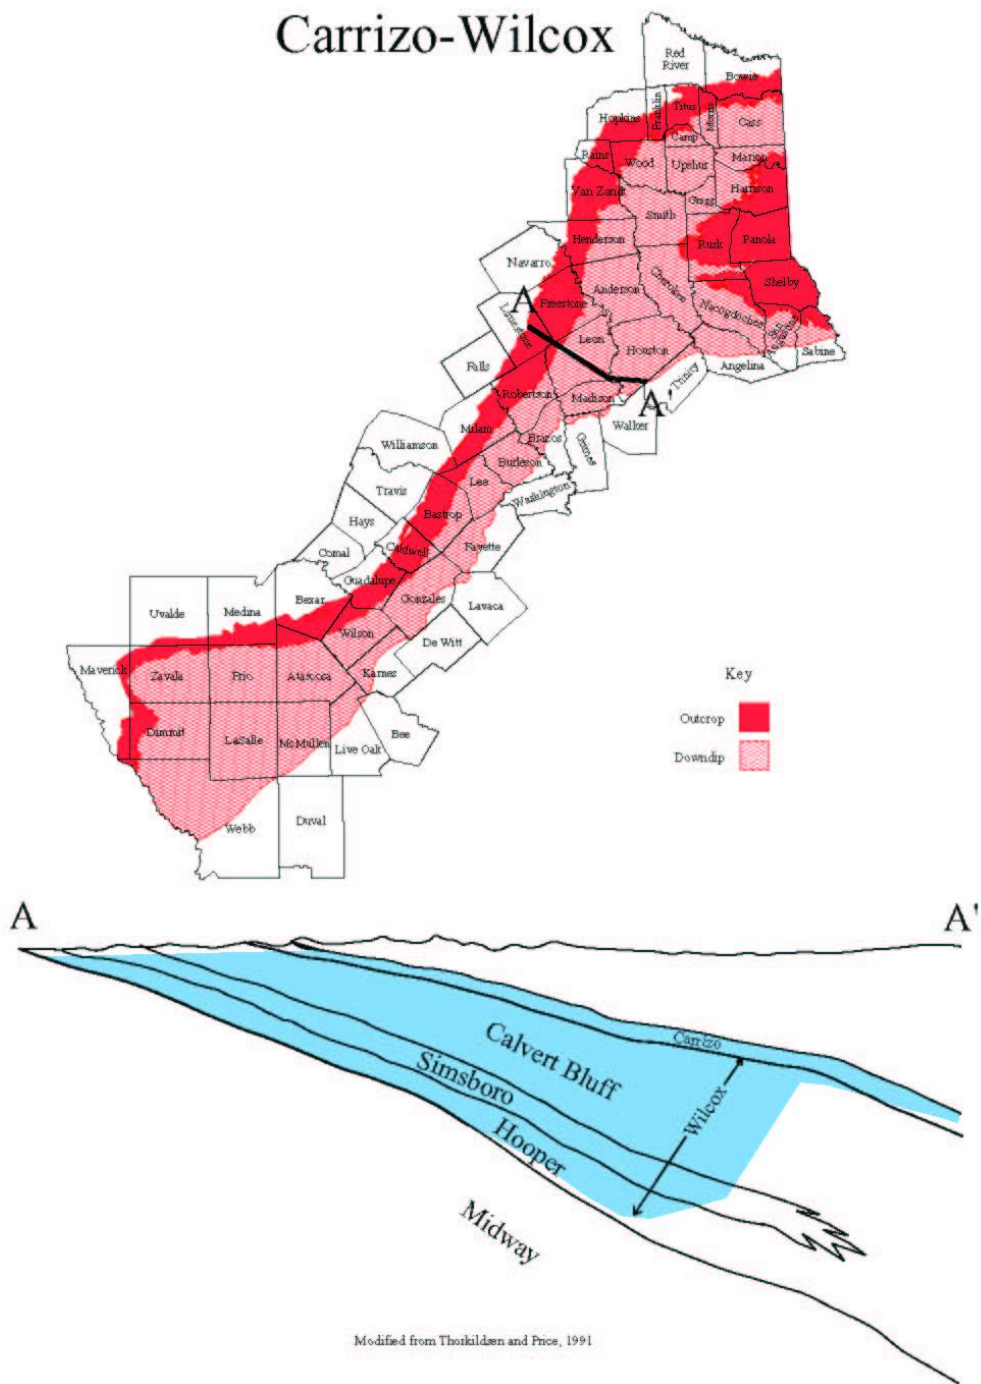 Carrizo-Wilcox
Red
River
Bowie
Franklin
Titus
Morris
Hopkins
Cass
Camp
Rains
Wood
Upshur
Marion
Harrison
Van Zandt
Gregg
Smith
Henderson
Rusk
Panola
Navarro
Cherokee
Shelby
Anderson
A
Freestone
Limestone
Nacogdoches
San
Augustine
Leon
Houston
Sabine
Falls
Angelina
Trinity
Robertson
Madison
A'
Milam
Walker
Brazos
Grimes
Williamson
Burleson
Lee
Travis
Washington
Bastrop
Hays
Fayette
Comal
Caldwell
Guadalupe
Bexar
Gonzales
Uvalde
Medina
Lavaca
Wilson
De Witt
Maverick
Zavala
Frio
Atascosa
Karnes
Key
Outcrop
Dimmit
LaSalle
McMullen
Live Oak
Bee
Downdip
Webb
Duval
A
A'
Carrizo
Calvert Bluff
Simsboro
Wilcox
Hooper
Midway
Modified from Thorkildsen and Price, 1991